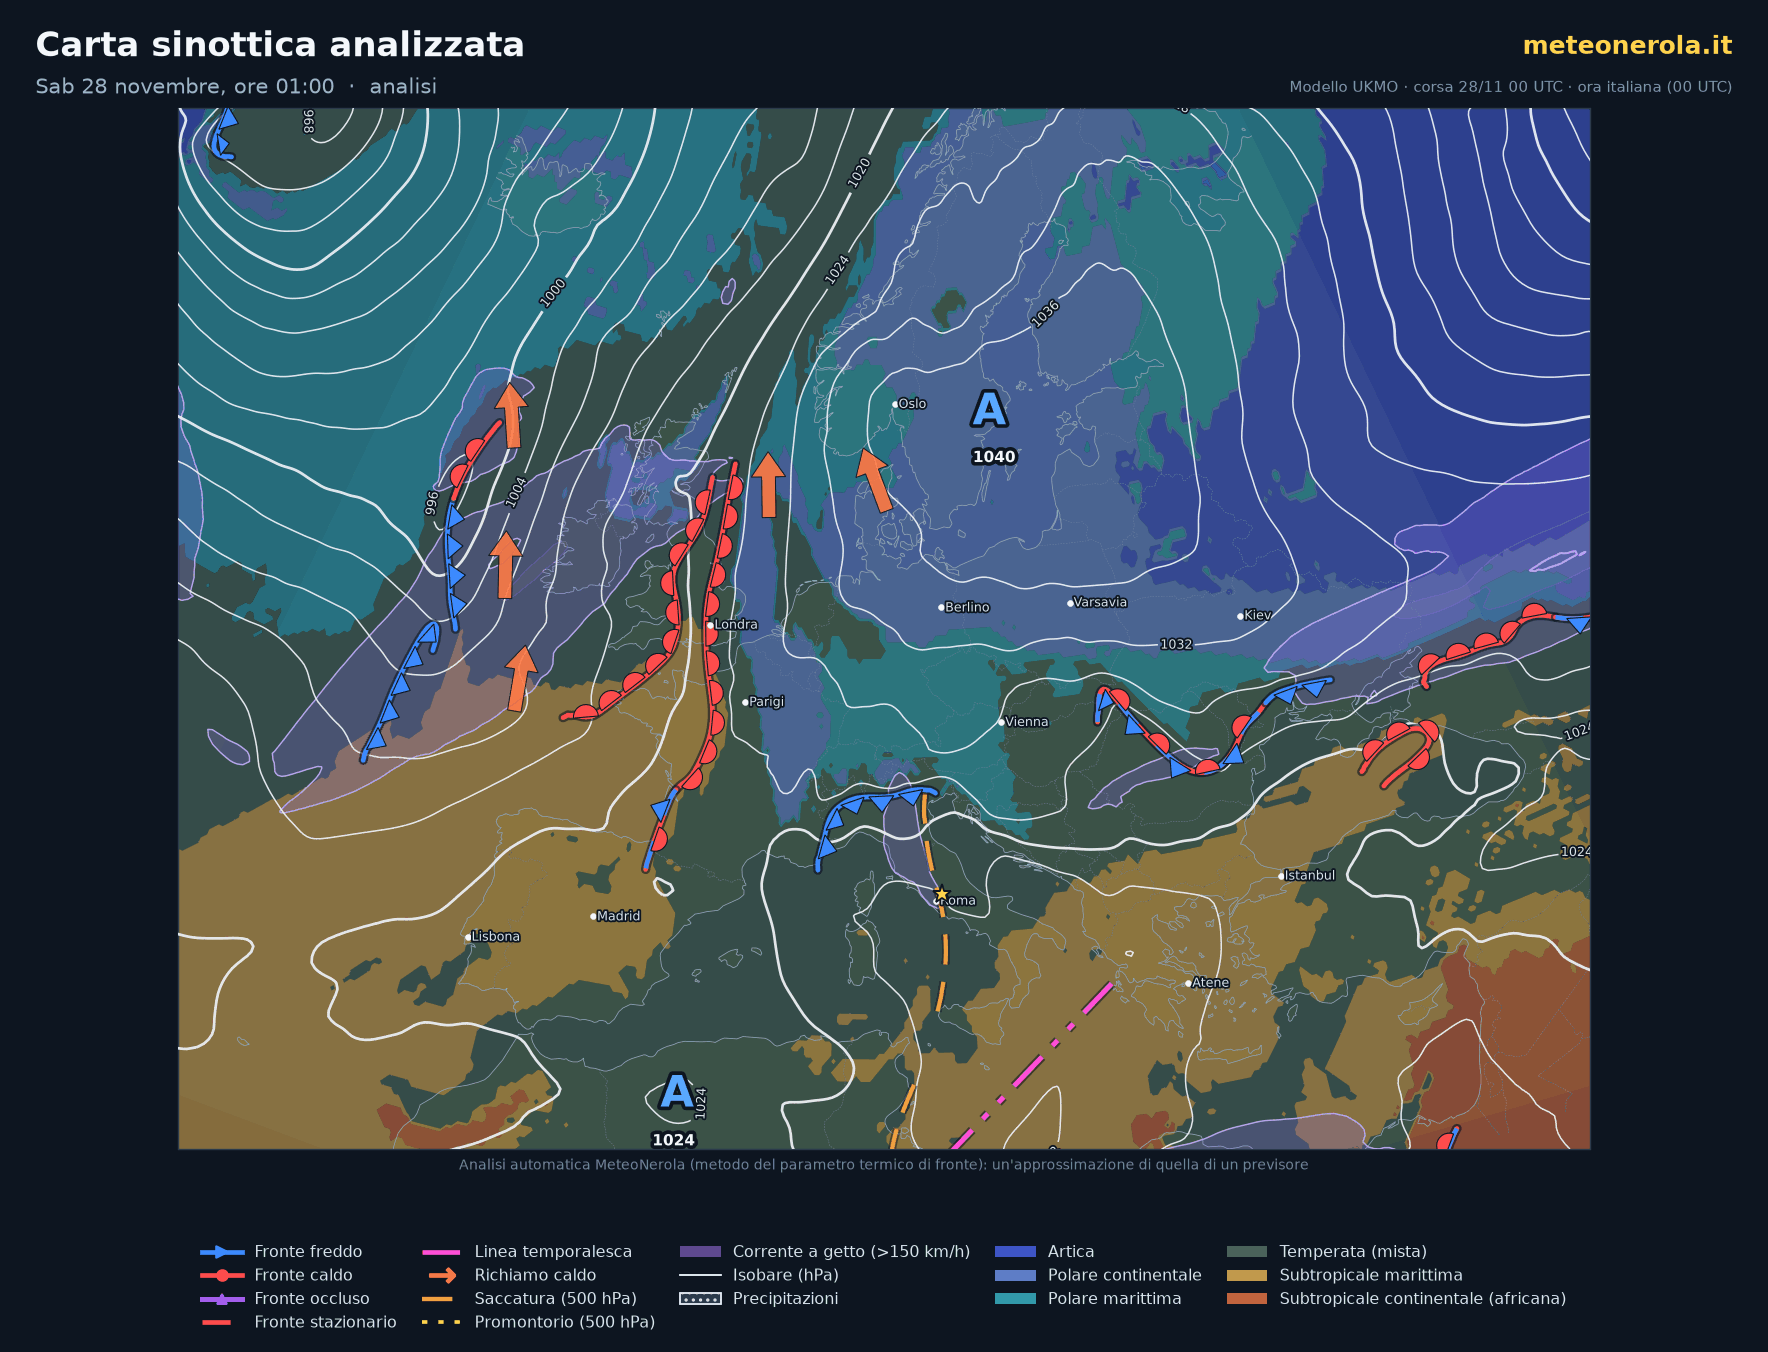 Carta sinottica analizzata
meteonerola.it
Sab 28 novembre, ore 01:00 · analisi
Modello UKMO · corsa 28/11 00 UTC · ora italiana (00 UTC)
968
1020
1024
1000
1036
Oslo
A
1040
996
1004
Berlino
Varsavia
Kiev
Londra
1032
Parigi
Vienna
1024
1024
Istanbul
Roma
Madrid
Lisbona
Atene
A
1024
1024
Analisi automatica MeteoNerola (metodo del parametro termico di fronte): un'approssimazione di quella di un previsore
Fronte freddo
Fronte caldo
Fronte occluso
Fronte stazionario
Linea temporalesca
Richiamo caldo
Saccatura (500 hPa)
Promontorio (500 hPa)
Corrente a getto (>150 km/h)
Isobare (hPa)
Precipitazioni
Artica
Polare continentale
Polare marittima
Temperata (mista)
Subtropicale marittima
Subtropicale continentale (africana)